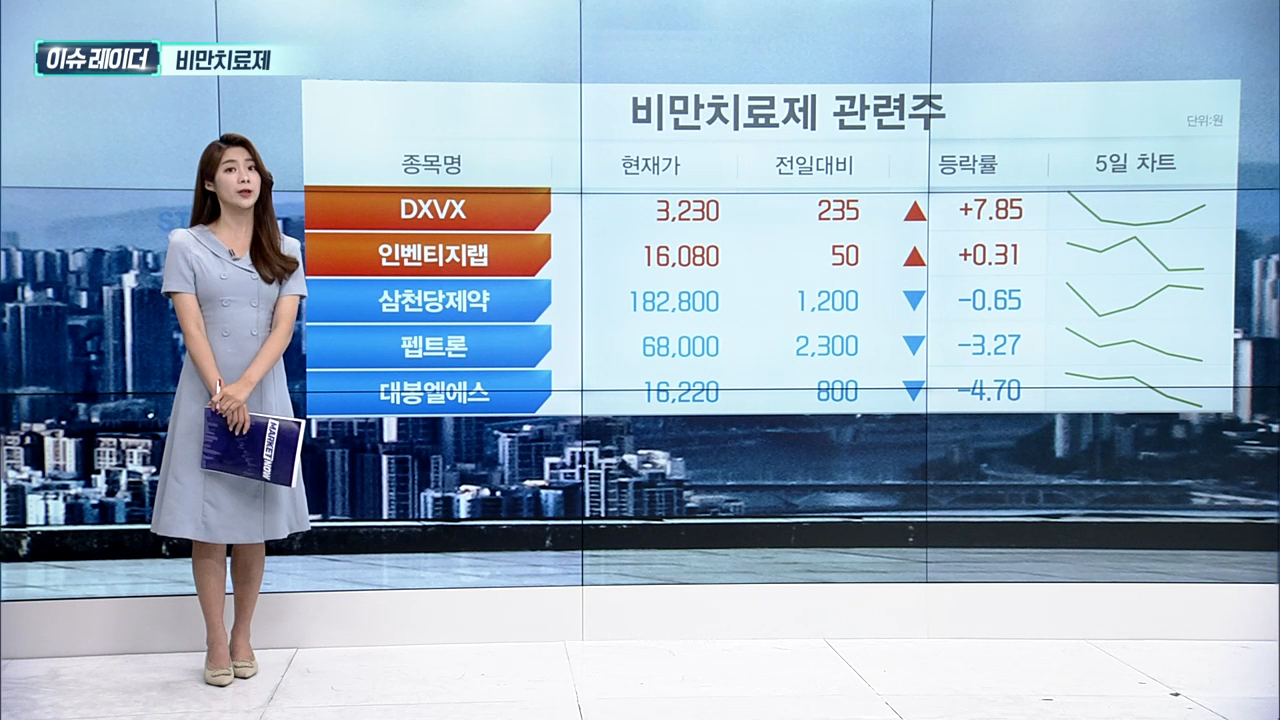 이슈 레이더 비만치료제
비만치료제 관련주
단위:원
종목명 현재가 전일대비 등락률 5일 차트
DXVX 3,230 235 ▲ +7.85
인벤티지랩 16,080 50 ▲ +0.31
삼천당제약 182,800 1,200 ▼ -0.65
펩트론 68,000 2,300 ▼ -3.27
대봉엘에스 16,220 800 ▼ -4.70
MARKET NOW